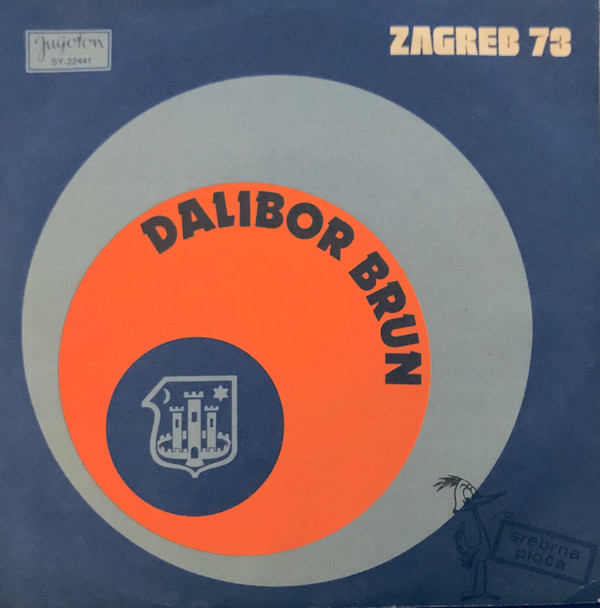 Jugoton
SY-22441
ZAGREB 73
DALIBOR BRUN
srebrna
ploča